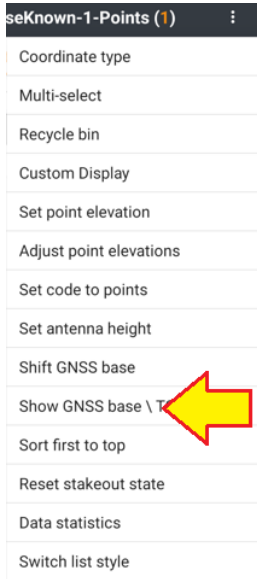 seKnown-1-Points (1)
Coordinate type
Multi-select
Recycle bin
Custom Display
Set point elevation
Adjust point elevations
Set code to points
Set antenna height
Shift GNSS base
Show GNSS base \
Sort first to top
Reset stakeout state
Data statistics
Switch list style